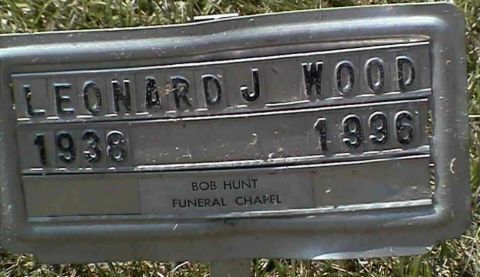 LEONARD J WOOD
1938 1996
BOB HUNT
FUNERAL CHAPEL